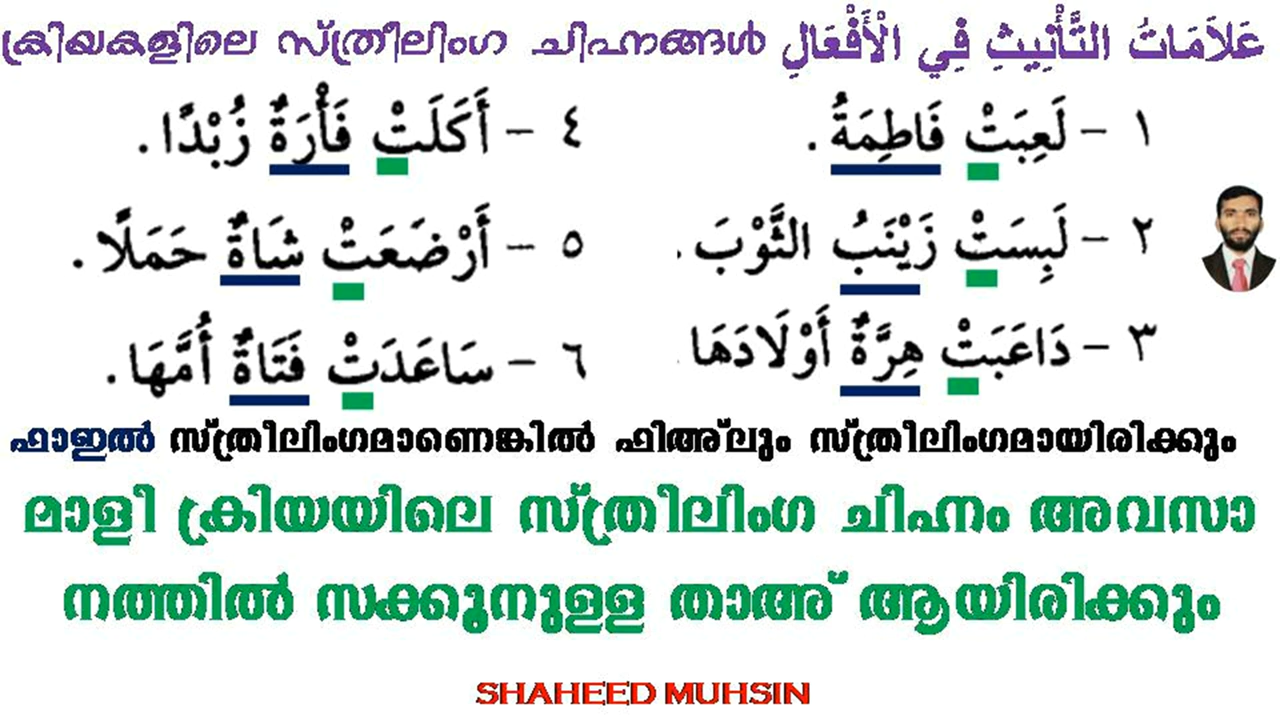 ക്രിയകളിലെ സ്ത്രീലിംഗ ചിഹ്നങ്ങൾ عَلَامَاتُ التَّأْنِيثِ فِي الْأَفْعَالِ
١ – لَعِبَتْ فَاطِمَةُ .
٢ – لَبِسَتْ زَيْنَبُ الثَّوْبَ .
٣ – دَاعَبَتْ هِرَّةٌ أَوْلَادَهَا .
٤ – أَكَلَتْ فَأْرَةٌ زُبْدًا .
٥ – أَرْضَعَتْ شَاةٌ حَمَلًا .
٦ – سَاعَدَتْ فَتَاةٌ أُمَّهَا .
ഫാഇൽ സ്ത്രീലിംഗമാണെങ്കിൽ ഫിഅ്ലും സ്ത്രീലിംഗമായിരിക്കും
മാളീ ക്രിയയിലെ സ്ത്രീലിംഗ ചിഹ്നം അവസാ
നത്തിൽ സക്കൂനുള്ള താഅ് ആയിരിക്കും
SHAHEED MUHSIN